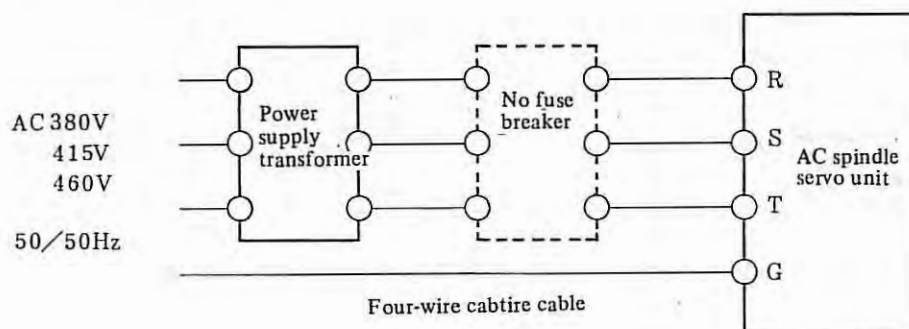 AC 380V
415V
460V
50/50Hz
Power
supply
transformer
No fuse
breaker
R
S
T
G
AC spindle
servo unit
Four-wire cabtire cable